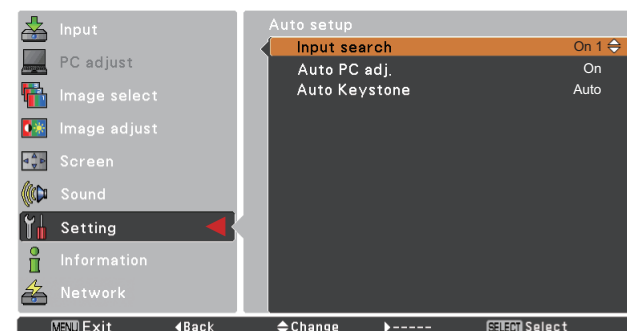 Input
PC adjust
Image select
Image adjust
Screen
Sound
Setting
Information
Network
Auto setup
Input search On 1
Auto PC adj. On
Auto Keystone Auto
MENU Exit Back Change ----- SELECT Select